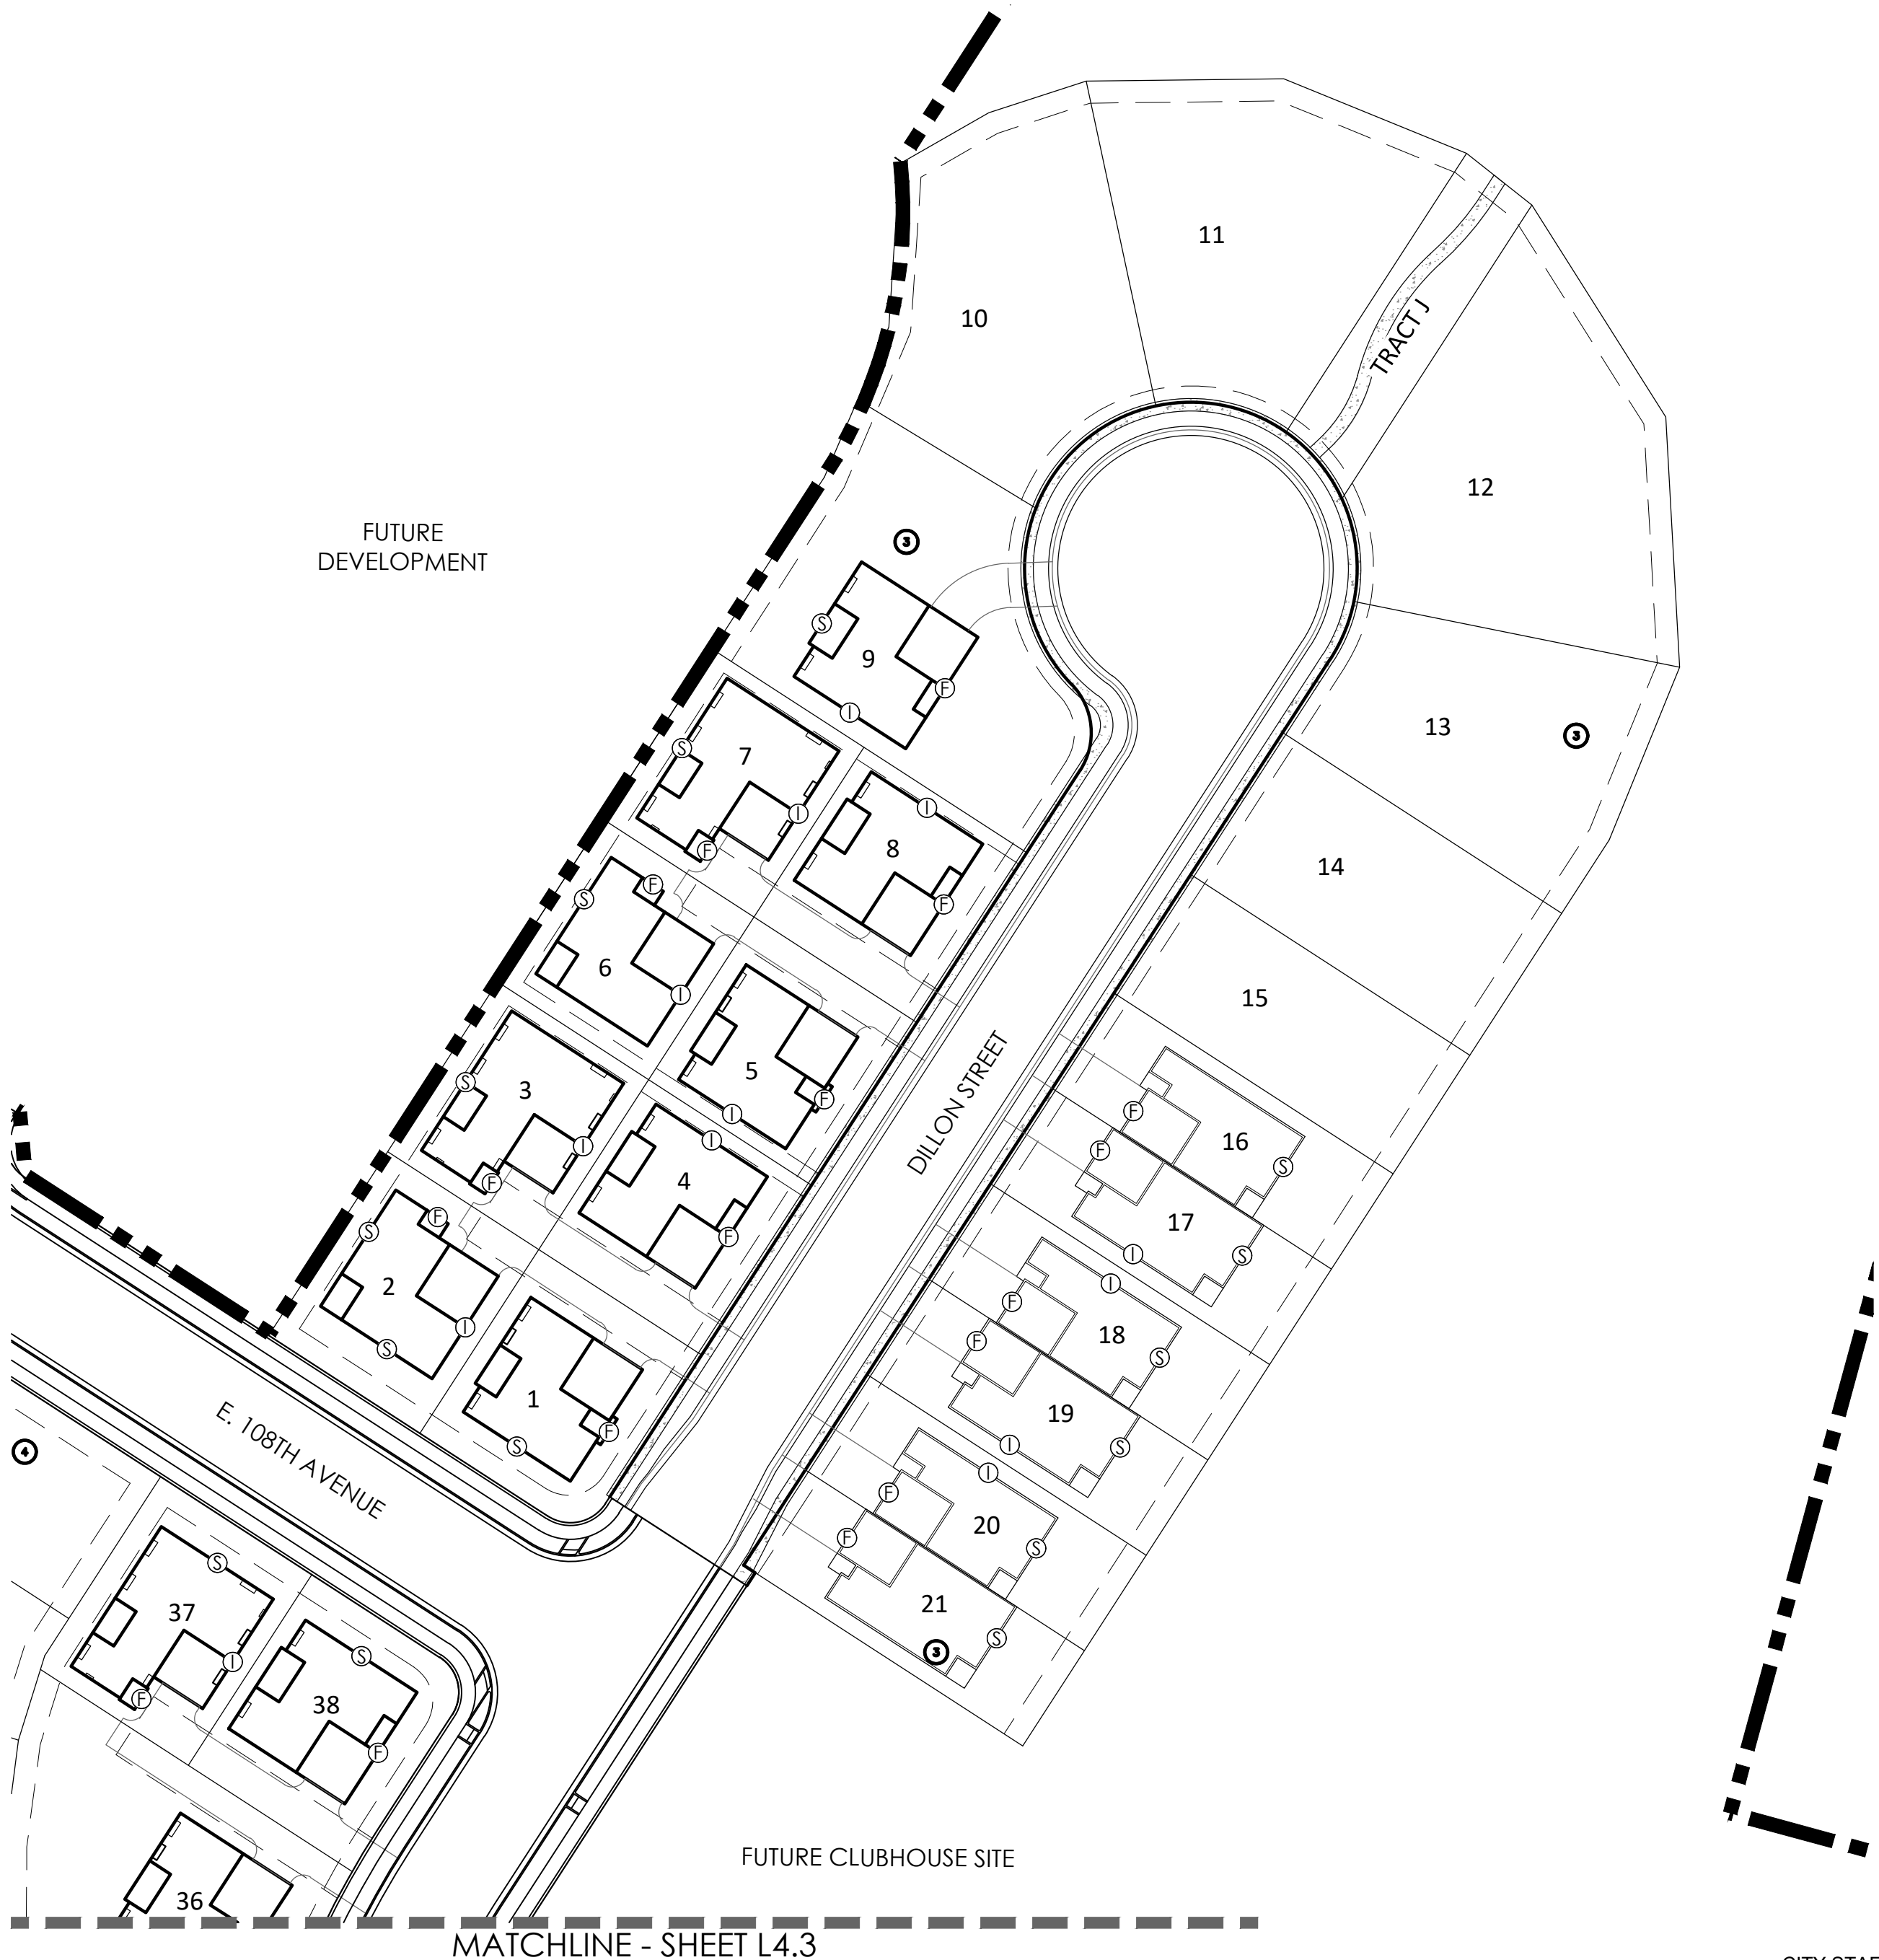 11
10
TRACT J
12
FUTURE
DEVELOPMENT
3
S
9
F
I
13
3
S
7
I
F
I
8
F
14
S
F
6
I
15
5
I
F
DILLON STREET
S
3
I
F
I
4
F
F
16
S
F
17
I
S
S
F
2
I
S
1
S
F
F
I
18
S
F
19
I
S
E. 108TH AVENUE
4
F
I
20
S
F
21
S
3
S
37
I
F
S
38
F
36
FUTURE CLUBHOUSE SITE
MATCHLINE - SHEET L4.3